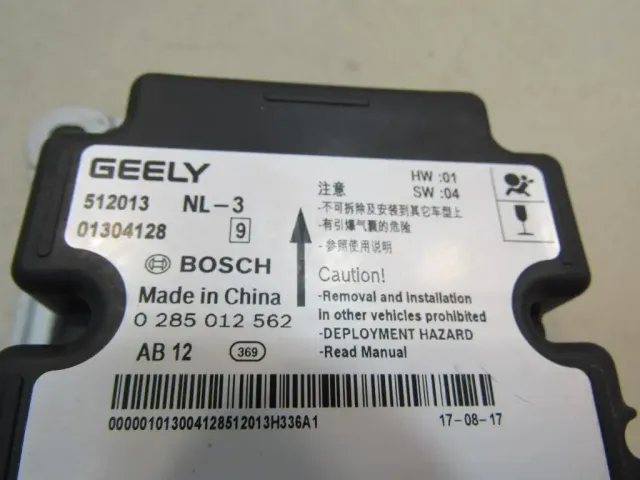 GEELY
512013 NL-3
01304128 9
BOSCH
Made in China
0 285 012 562
AB 12 369
HW :01
SW :04
注意
-不可拆除及安装到其它车型上
-有引爆气囊的危险
-参照使用说明
Caution!
-Removal and installation
in other vehicles prohibited
-DEPLOYMENT HAZARD
-Read Manual
000001013004128512013H336A1
17-08-17